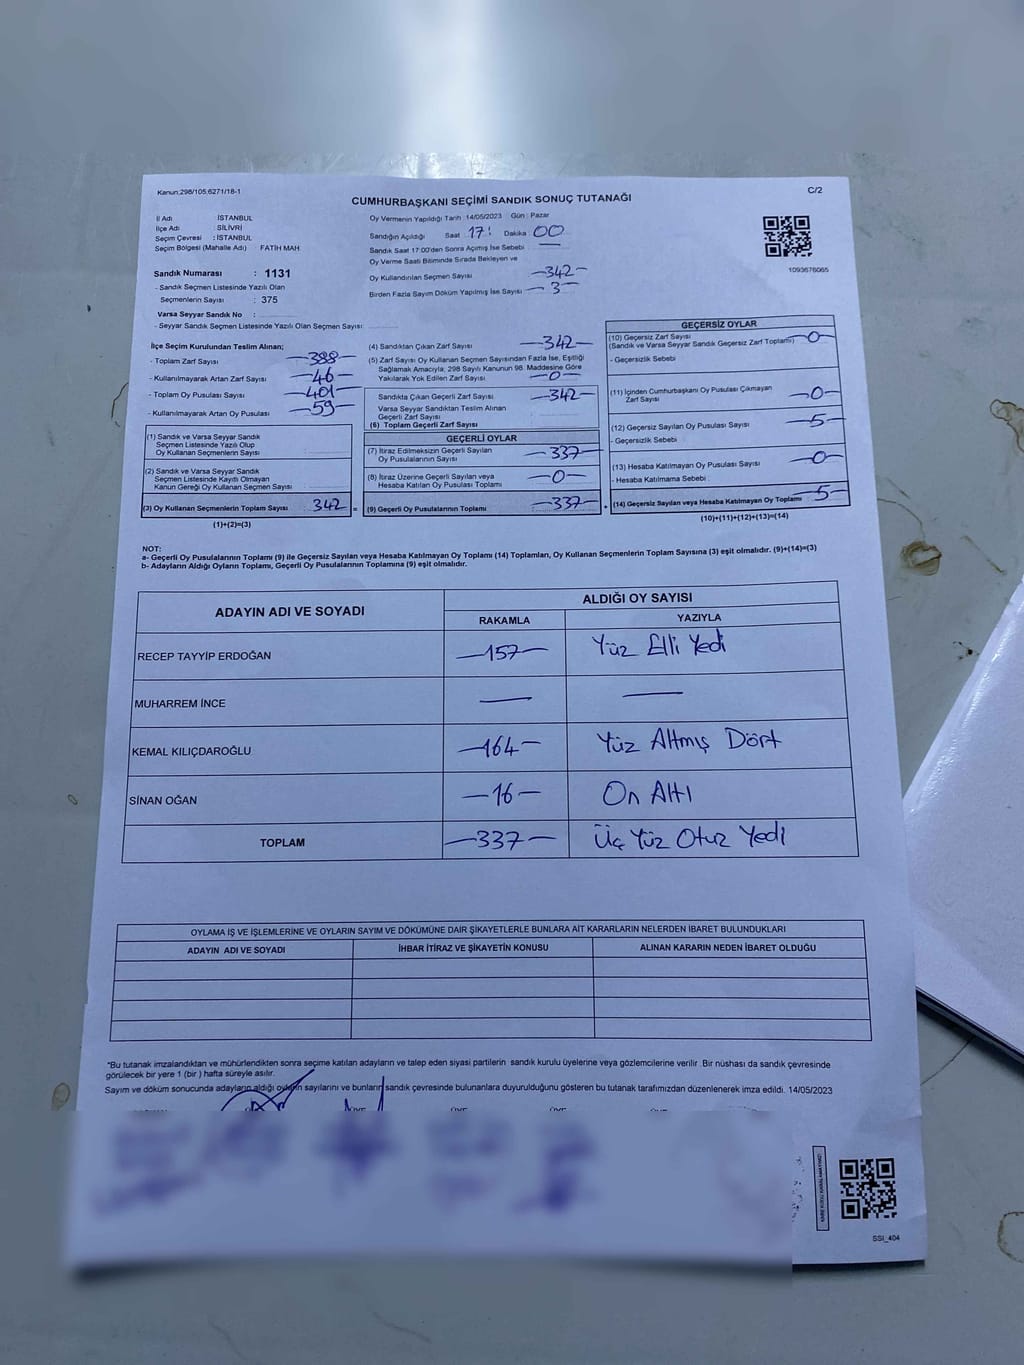 Kanun:298/105;6271/18-1
C/2
CUMHURBAŞKANI SEÇİMİ SANDIK SONUÇ TUTANAĞI
İl Adı : İSTANBUL
İlçe Adı : SİLİVRİ
Seçim Çevresi : İSTANBUL
Seçim Bölgesi (Mahalle Adı) FATİH MAH
Sandık Numarası : 1131
- Sandık Seçmen Listesinde Yazılı Olan
Seçmenlerin Sayısı : 375
Varsa Seyyar Sandık No :
- Seyyar Sandık Seçmen Listesinde Yazılı Olan Seçmen Sayısı:
Oy Vermenin Yapıldığı Tarih :14/05/2023 Gün : Pazar
Sandığın Açıldığı Saat : 17 Dakika : 00
Sandık Saat 17:00'den Sonra Açmış İse Sebebi : —
Oy Verme Saati Bitiminde Sırada Bekleyen ve
Oy Kullandırılan Seçmen Sayısı —342—
Birden Fazla Sayım Döküm Yapılmış İse Sayısı —3—
1093676065
İlçe Seçim Kurulundan Teslim Alınan;
- Toplam Zarf Sayısı —388—
- Kullanılmayarak Artan Zarf Sayısı —46—
- Toplam Oy Pusulası Sayısı —401—
- Kullanılmayarak Artan Oy Pusulası —59—
(1) Sandık ve Varsa Seyyar Sandık
Seçmen Listesinde Yazılı Olup
Oy Kullanan Seçmenlerin Sayısı :
(2) Sandık ve Varsa Seyyar Sandık
Seçmen Listesinde Kayıtlı Olmayan
Kanun Gereği Oy Kullanan Seçmen Sayısı :
(3) Oy Kullanan Seçmenlerin Toplam Sayısı : 342 =
(1)+(2)=(3)
(4) Sandıktan Çıkan Zarf Sayısı —342—
(5) Zarf Sayısı Oy Kullanan Seçmen Sayısından Fazla İse, Eşitliği
Sağlamak Amacıyla; 298 Sayılı Kanunun 98. Maddesine Göre
Yakılarak Yok Edilen Zarf Sayısı —0—
Sandıkta Çıkan Geçerli Zarf Sayısı —342—
Varsa Seyyar Sandıktan Teslim Alınan
Geçerli Zarf Sayısı
(6) Toplam Geçerli Zarf Sayısı
GEÇERLİ OYLAR
(7) İtiraz Edilmeksizin Geçerli Sayılan
Oy Pusulalarının Sayısı —337—
(8) İtiraz Üzerine Geçerli Sayılan veya
Hesaba Katılan Oy Pusulası Toplamı —0—
(9) Geçerli Oy Pusulalarının Toplamı —337— +
GEÇERSİZ OYLAR
(10) Geçersiz Zarf Sayısı
(Sandık ve Varsa Seyyar Sandık Geçersiz Zarf Toplamı) —0—
- Geçersizlik Sebebi
(11) İçinden Cumhurbaşkanı Oy Pusulası Çıkmayan
Zarf Sayısı —0—
(12) Geçersiz Sayılan Oy Pusulası Sayısı —5—
- Geçersizlik Sebebi
(13) Hesaba Katılmayan Oy Pusulası Sayısı —0—
- Hesaba Katılmama Sebebi :
(14) Geçersiz Sayılan veya Hesaba Katılmayan Oy Toplamı 5—
(10)+(11)+(12)+(13)=(14)
NOT:
a- Geçerli Oy Pusulalarının Toplamı (9) ile Geçersiz Sayılan veya Hesaba Katılmayan Oy Toplamı (14) Toplamları, Oy Kullanan Seçmenlerin Toplam Sayısına (3) eşit olmalıdır. (9)+(14)=(3)
b- Adayların Aldığı Oyların Toplamı, Geçerli Oy Pusulalarının Toplamına (9) eşit olmalıdır.
ADAYIN ADI VE SOYADI ALDIĞI OY SAYISI
RAKAMLA YAZIYLA
RECEP TAYYİP ERDOĞAN —157— Yüz Elli Yedi
MUHARREM İNCE — —
KEMAL KILIÇDAROĞLU —164— Yüz Altmış Dört
SİNAN OĞAN —16— On Altı
TOPLAM —337— Üç Yüz Otuz Yedi
OYLAMA İŞ VE İŞLEMLERİNE VE OYLARIN SAYIM VE DÖKÜMÜNE DAİR ŞİKAYETLERLE BUNLARA AİT KARARLARIN NELERDEN İBARET BULUNDUKLARI
ADAYIN ADI VE SOYADI İHBAR İTİRAZ VE ŞİKAYETİN KONUSU ALINAN KARARIN NEDEN İBARET OLDUĞU
*Bu tutanak imzalandıktan ve mühürlendikten sonra seçime katılan adayların ve talep eden siyasi partilerin sandık kurulu üyelerine veya gözlemcilerine verilir. Bir nüshası da sandık çevresinde
görülecek bir yere 1 (bir ) hafta süreyle asılır.
Sayım ve döküm sonucunda adayların aldığı oyların sayılarını ve bunların sandık çevresinde bulunanlara duyurulduğunu gösteren bu tutanak tarafımızdan düzenlenerek imza edildi. 14/05/2023
SSI_404